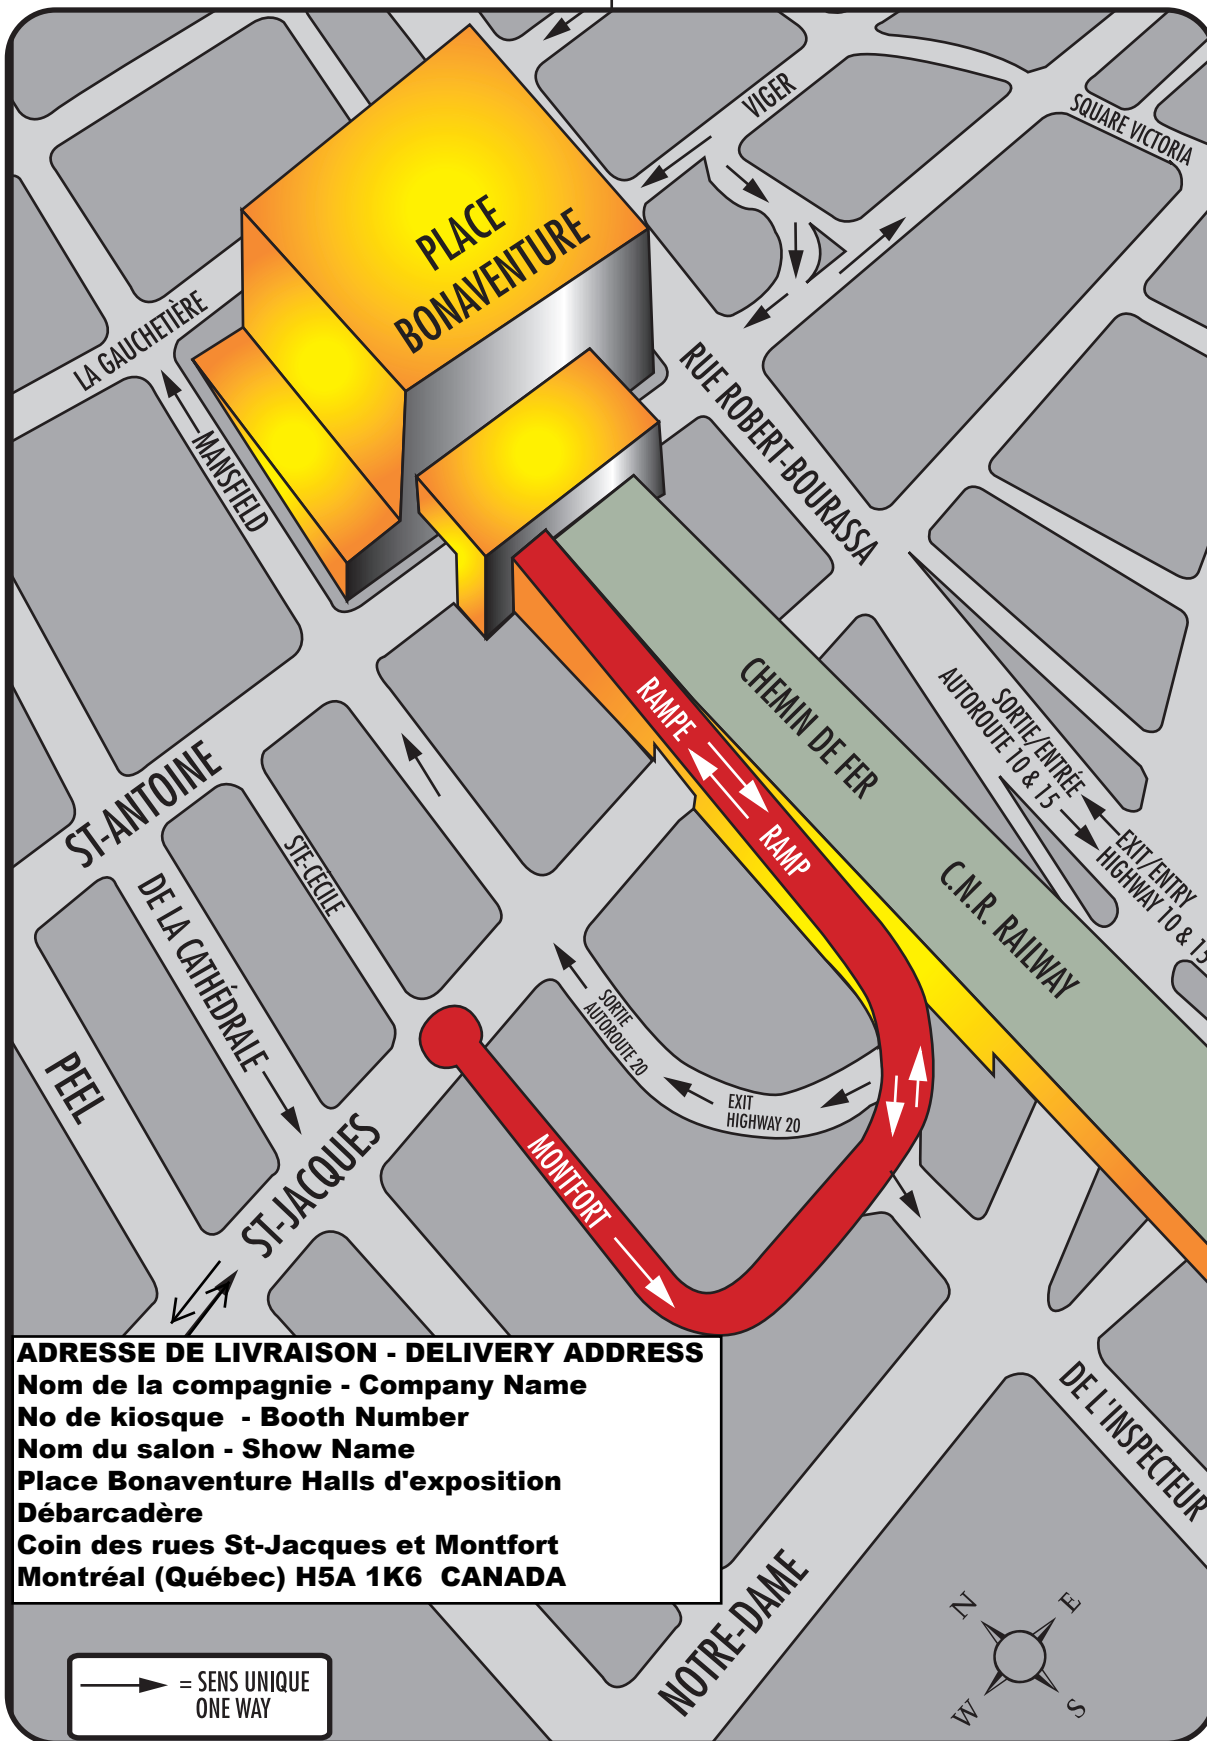 VIGER
SQUARE VICTORIA
PLACE
BONAVENTURE
LA GAUCHETIÈRE
MANSFIELD
RUE ROBERT-BOURASSA
ST-ANTOINE
STE-CECILE
DE LA CATHÉDRALE
PEEL
ST-JACQUES
RAMPE
RAMP
CHEMIN DE FER
C.N.R. RAILWAY
SORTIE/ENTRÉE
AUTOROUTE 10 & 15
EXIT/ENTRY
HIGHWAY 10 & 15
SORTIE
AUTOROUTE 20
EXIT
HIGHWAY 20
MONTFORT
DE L'INSPECTEUR
NOTRE-DAME
ADRESSE DE LIVRAISON - DELIVERY ADDRESS
Nom de la compagnie - Company Name
No de kiosque - Booth Number
Nom du salon - Show Name
Place Bonaventure Halls d'exposition
Débarcadère
Coin des rues St-Jacques et Montfort
Montréal (Québec) H5A 1K6 CANADA
= SENS UNIQUE
ONE WAY
N
E
W
S